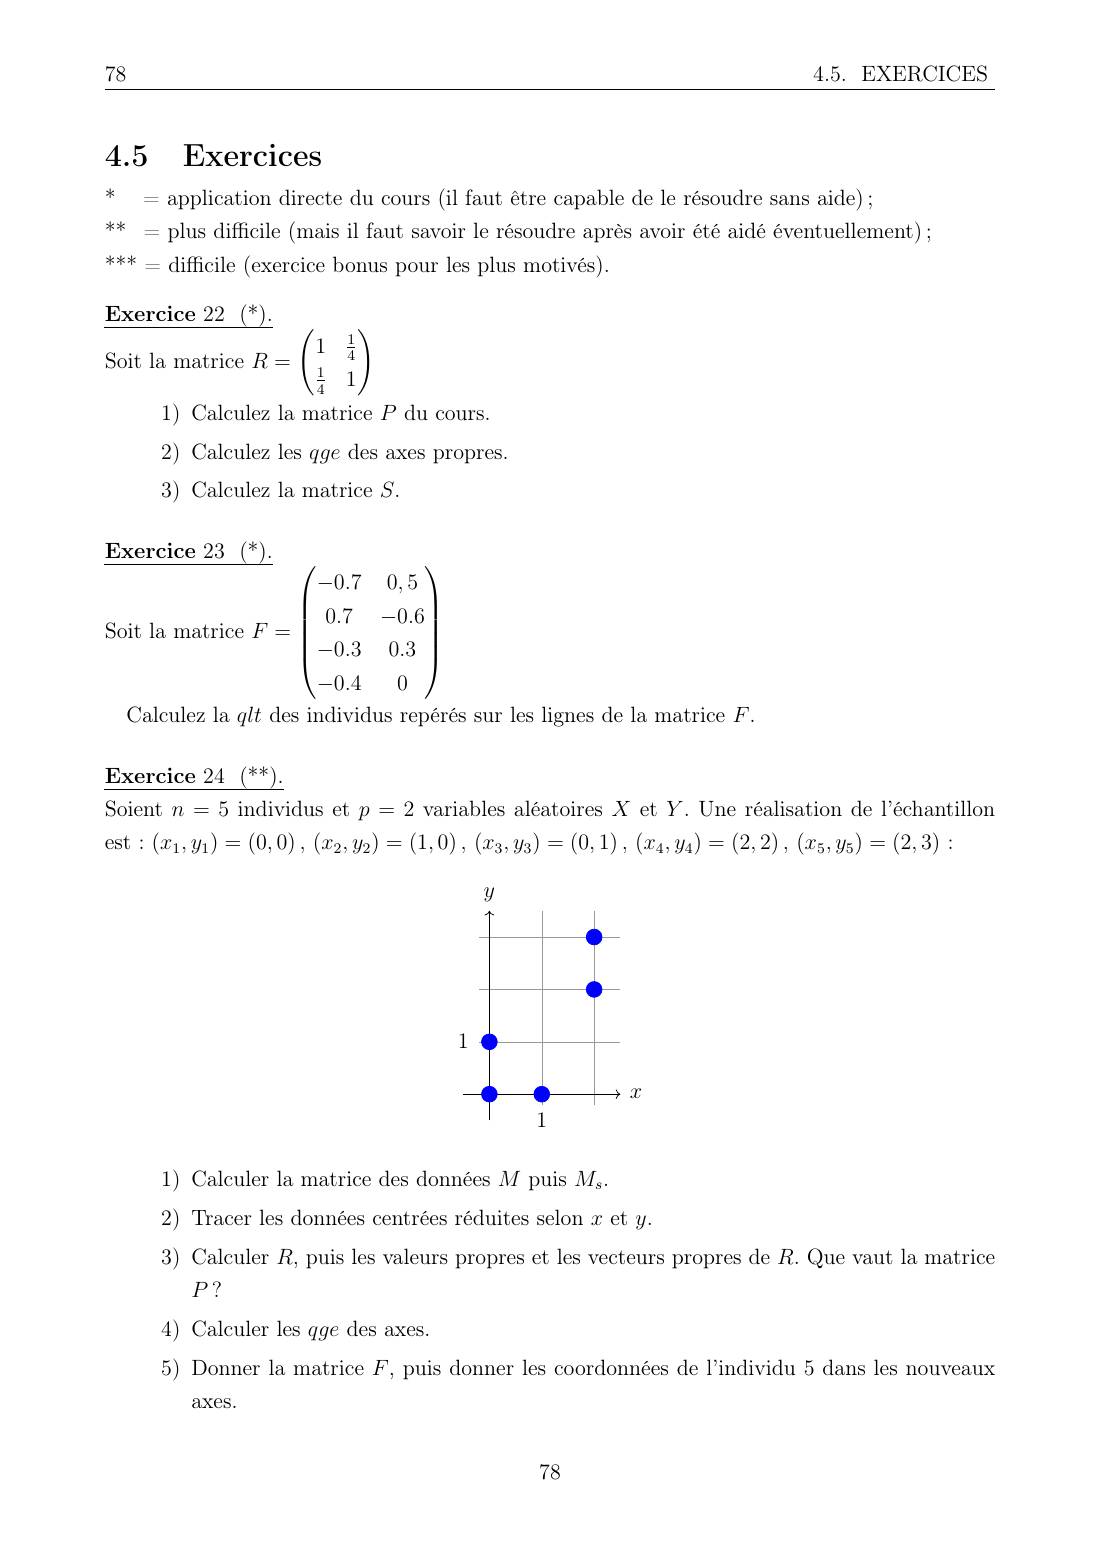 78 4.5. EXERCICES
4.5 Exercices
* = application directe du cours (il faut être capable de le résoudre sans aide) ;
** = plus difficile (mais il faut savoir le résoudre après avoir été aidé éventuellement) ;
*** = difficile (exercice bonus pour les plus motivés).
Exercice 22 (*).
Soit la matrice R = \begin{pmatrix} 1 & \frac{1}{4} \\ \frac{1}{4} & 1 \end{pmatrix}
1) Calculez la matrice P du cours.
2) Calculez les qge des axes propres.
3) Calculez la matrice S.
Exercice 23 (*).
Soit la matrice F = \begin{pmatrix} −0.7 & 0,5 \\ 0.7 & −0.6 \\ −0.3 & 0.3 \\ −0.4 & 0 \end{pmatrix}
Calculez la qlt des individus repérés sur les lignes de la matrice F.
Exercice 24 (**).
Soient n = 5 individus et p = 2 variables aléatoires X et Y. Une réalisation de l'échantillon
est : (x₁, y₁) = (0, 0) , (x₂, y₂) = (1, 0) , (x₃, y₃) = (0, 1) , (x₄, y₄) = (2, 2) , (x₅, y₅) = (2, 3) :
y
1
x
1
1) Calculer la matrice des données M puis Mₛ.
2) Tracer les données centrées réduites selon x et y.
3) Calculer R, puis les valeurs propres et les vecteurs propres de R. Que vaut la matrice
P ?
4) Calculer les qge des axes.
5) Donner la matrice F, puis donner les coordonnées de l'individu 5 dans les nouveaux
axes.
78